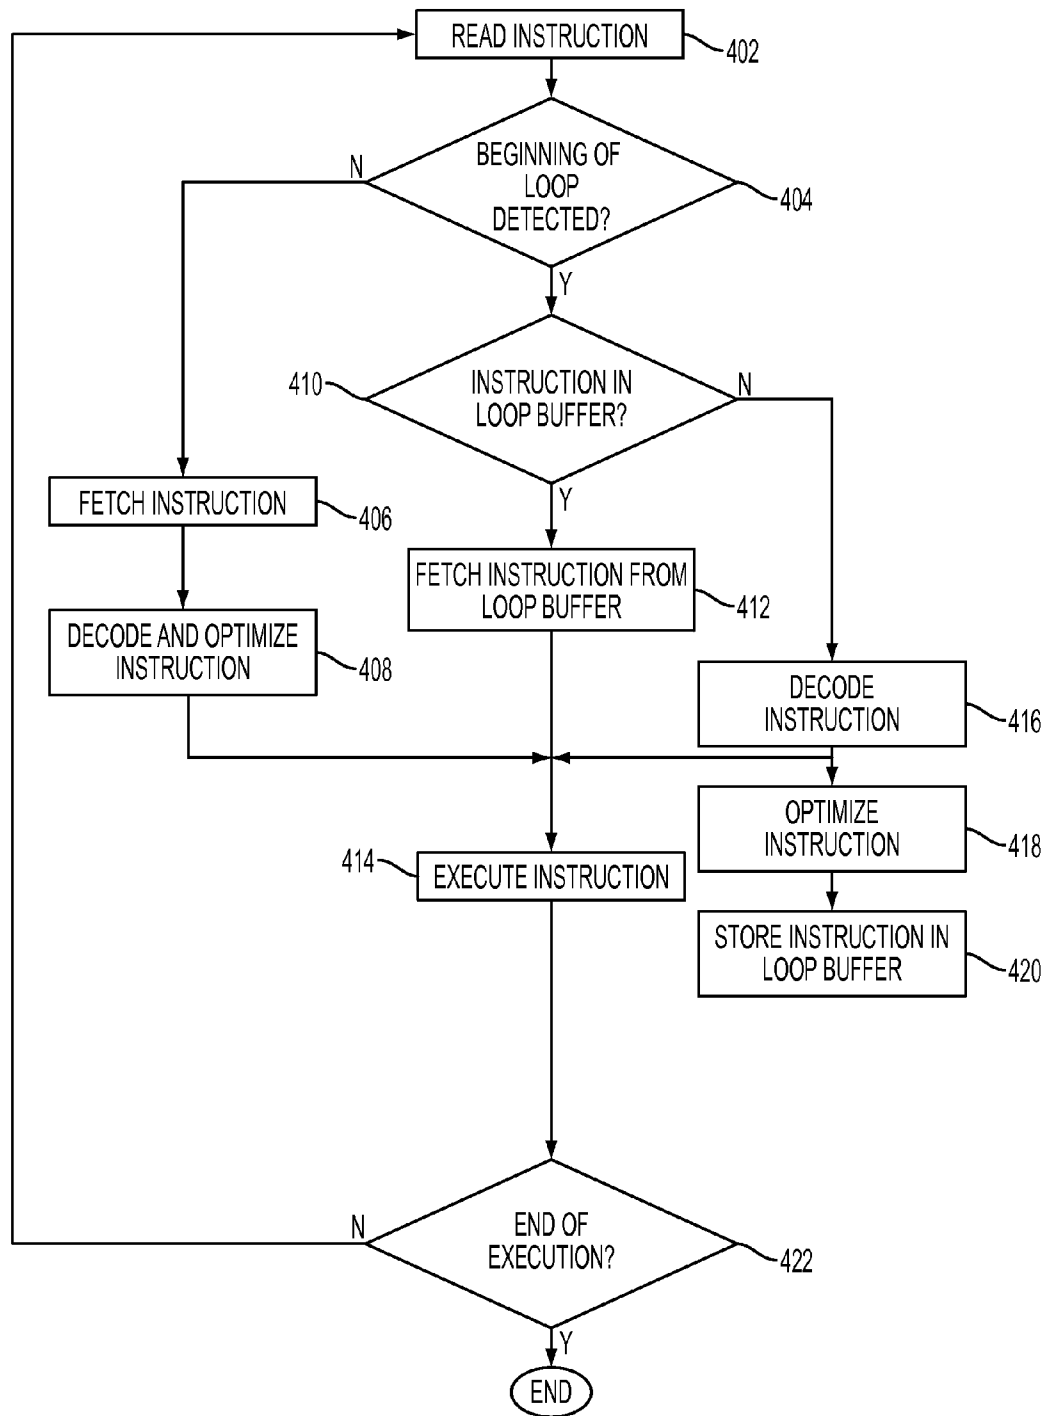 READ INSTRUCTION
402
BEGINNING OF
LOOP
DETECTED?
404
N
Y
INSTRUCTION IN
LOOP BUFFER?
410
N
Y
FETCH INSTRUCTION
406
FETCH INSTRUCTION FROM
LOOP BUFFER
412
DECODE AND OPTIMIZE
INSTRUCTION
408
DECODE
INSTRUCTION
416
OPTIMIZE
INSTRUCTION
418
414
EXECUTE INSTRUCTION
STORE INSTRUCTION IN
LOOP BUFFER
420
N
END OF
EXECUTION?
422
Y
END